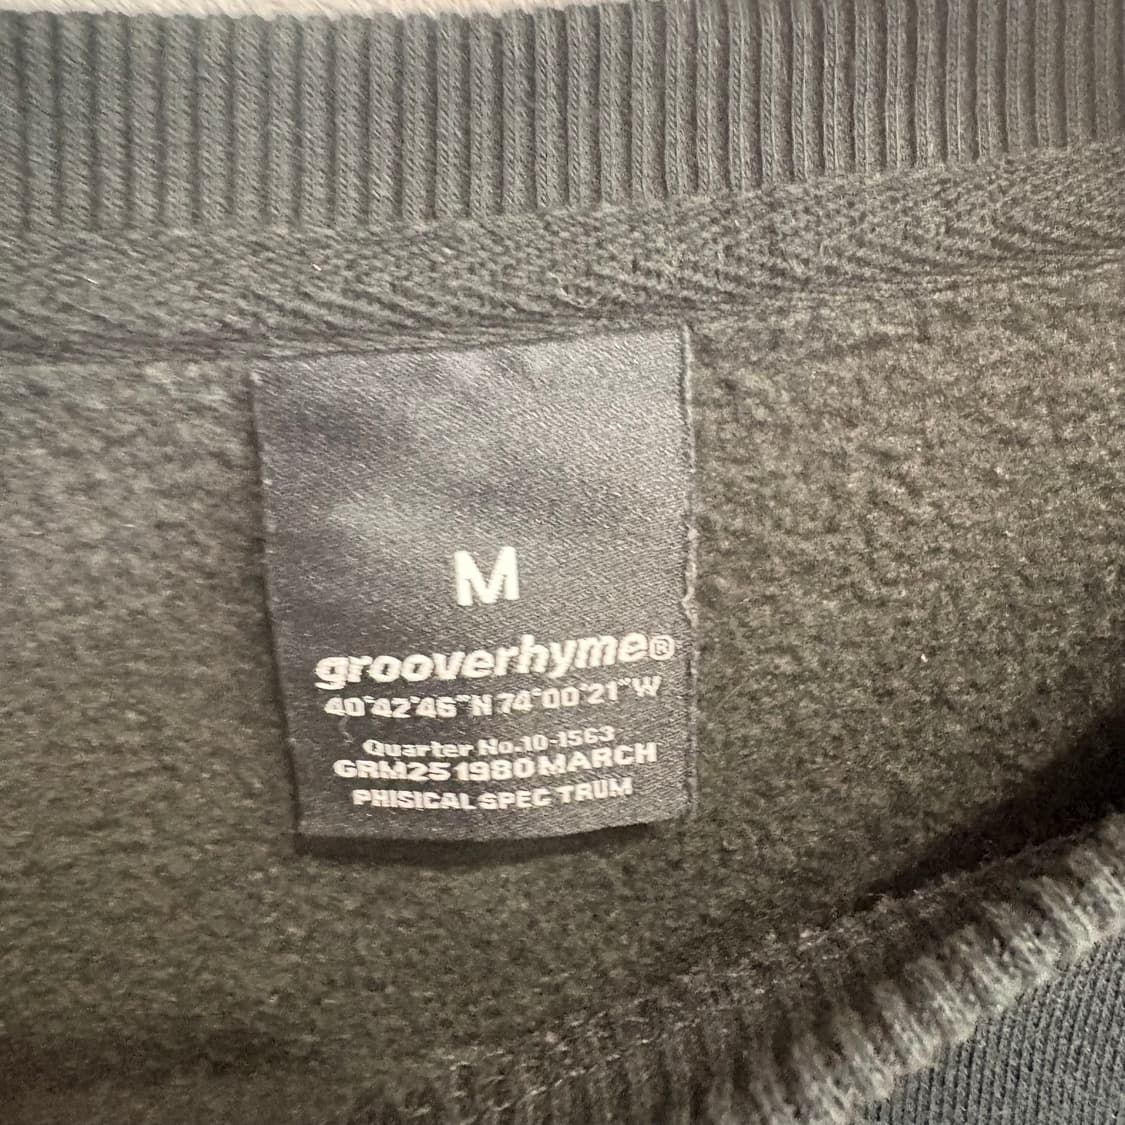 M
grooverhyme®
40°42'46"N 74°00'21"W
Quarter No.10-1563
GRM25 1980 MARCH
PHISICAL SPEC TRUM